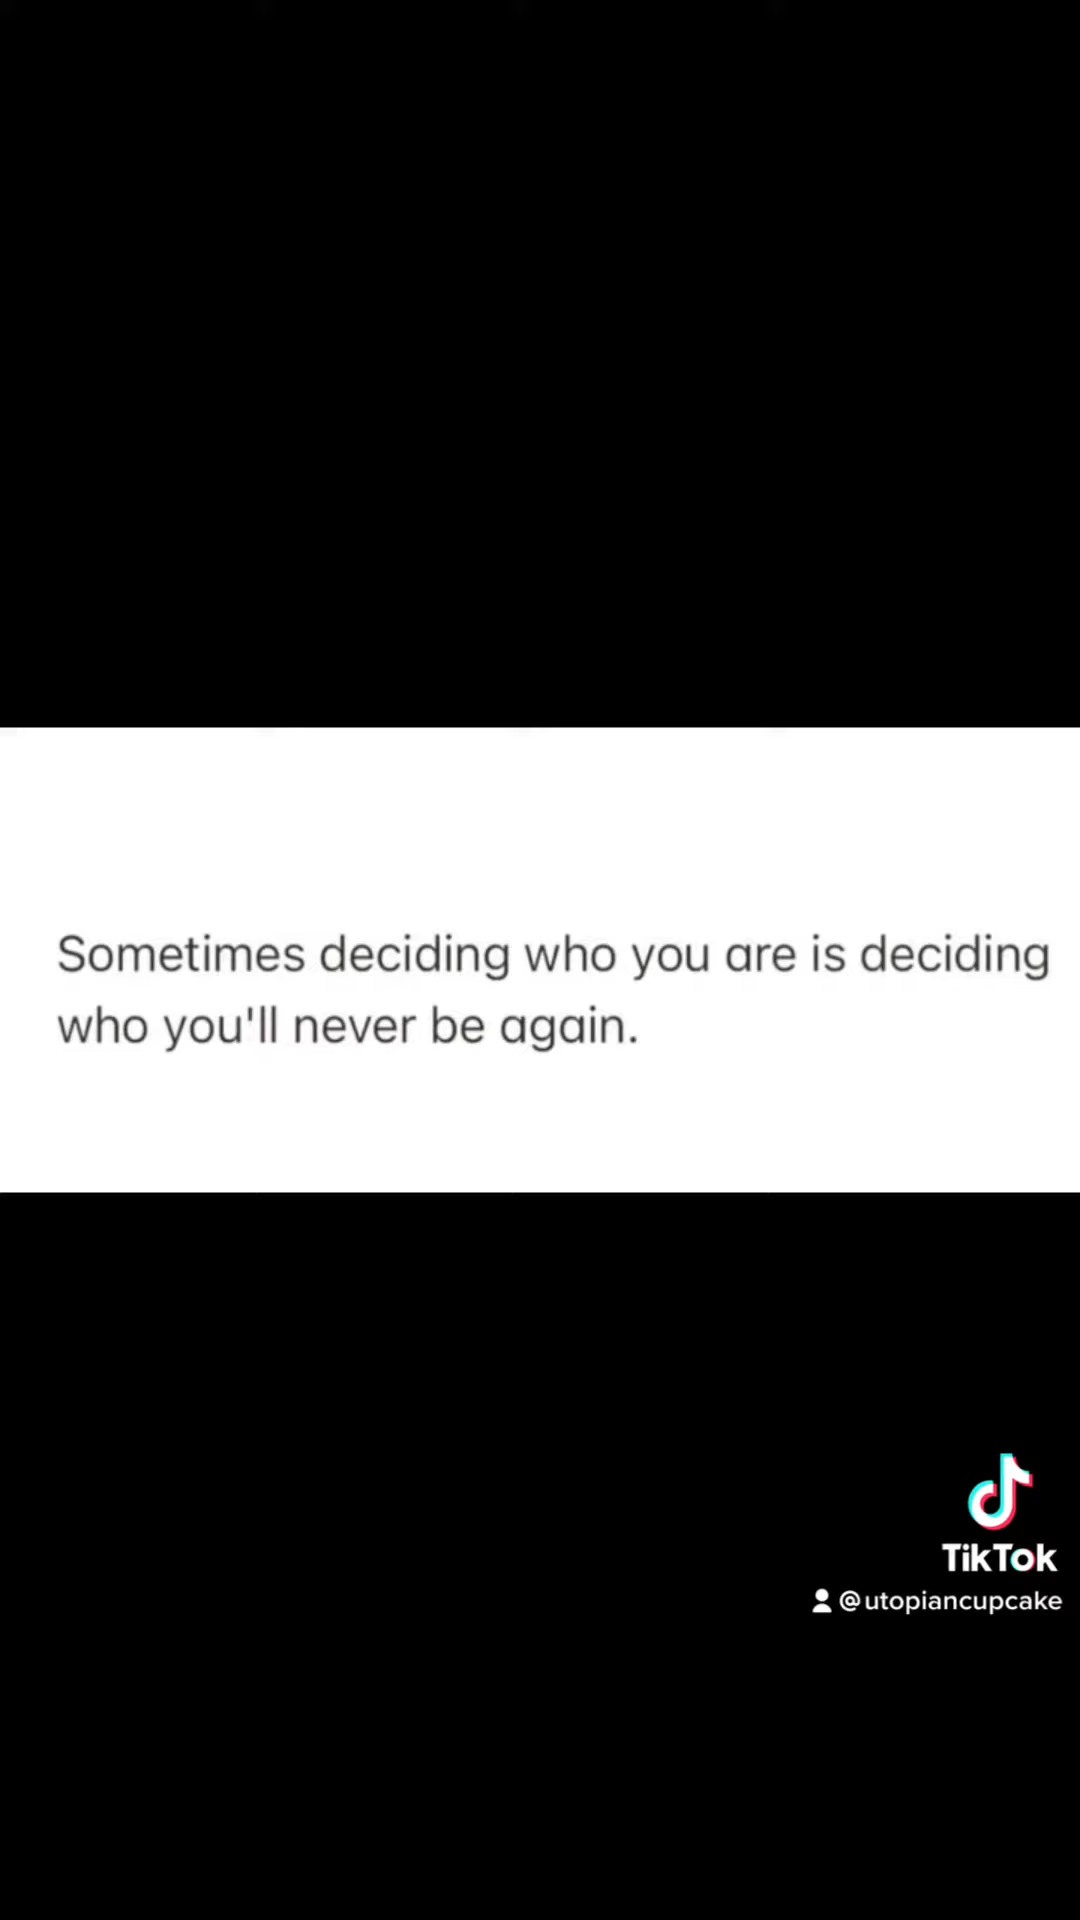 Sometimes deciding who you are is deciding
who you'll never be again.
TikTok
@utopiancupcake